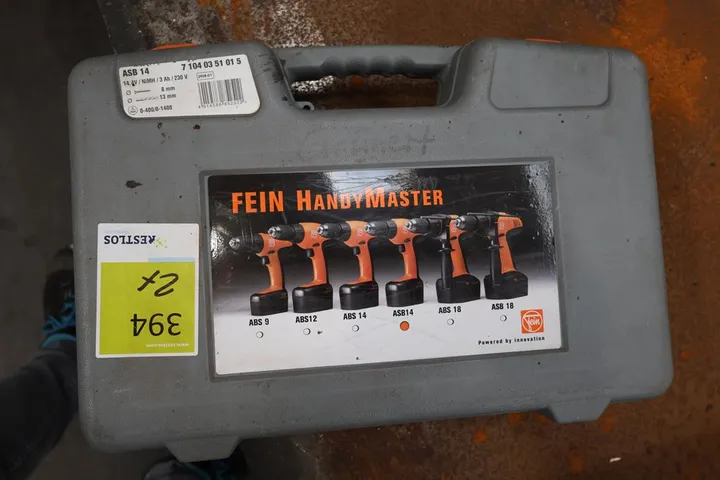 ASB 14
7 104 03 51 01 5
14,4V / NiMH / 3 Ah / 230 V
8 mm
13 mm
0-400/0-1400
FEIN HANDYMASTER
ABS 9
ABS12
ABS 14
ASB14
ABS 18
ASB 18
Fein
Powered by innovation
RESTLOS
2x
394